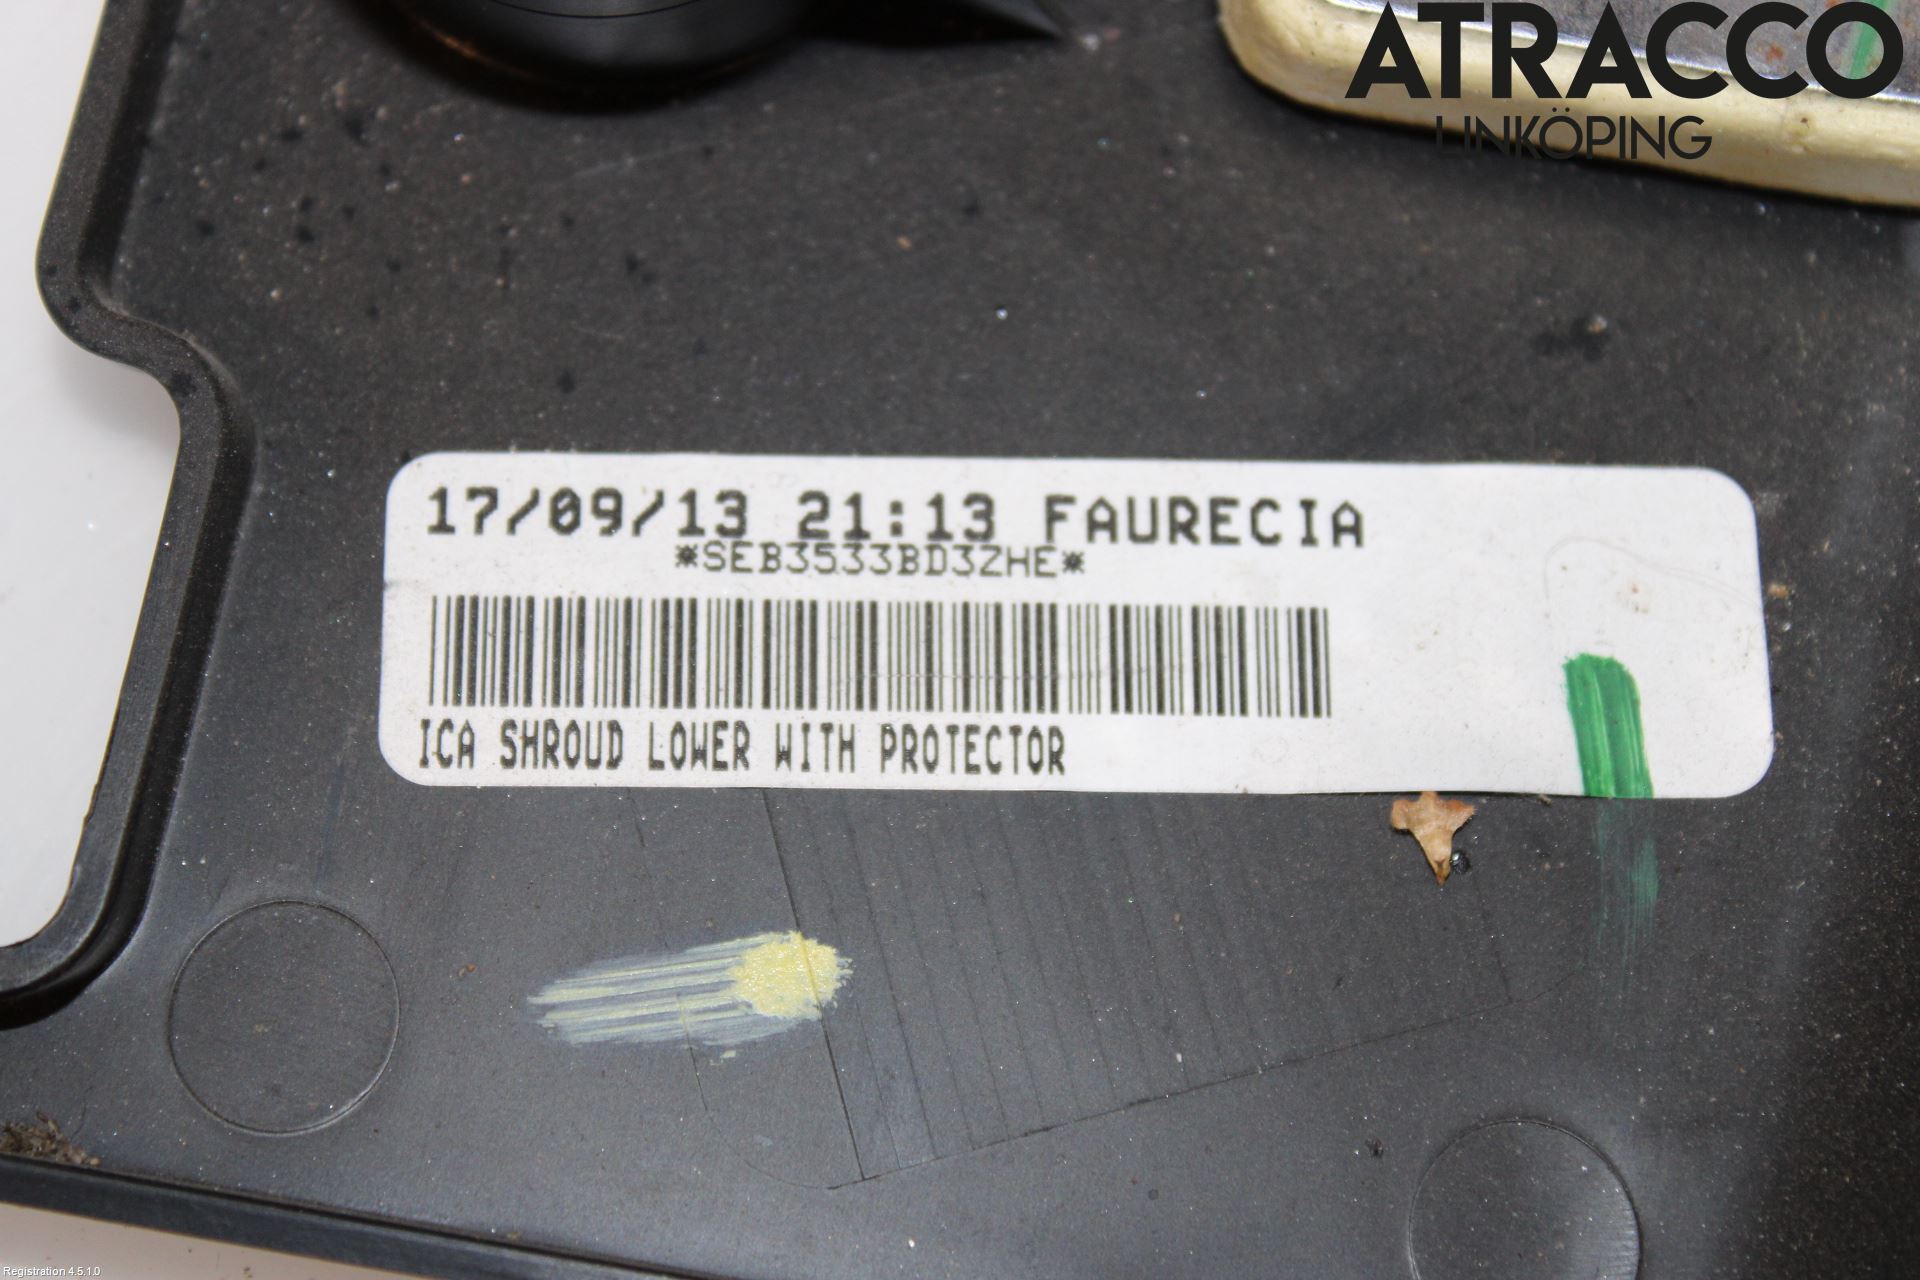 ATRACCO
LINKÖPING
17/09/13 21:13 FAURECIA
*SEB3533BD3ZHE*
ICA SHROUD LOWER WITH PROTECTOR
Registration 4.5.1.0